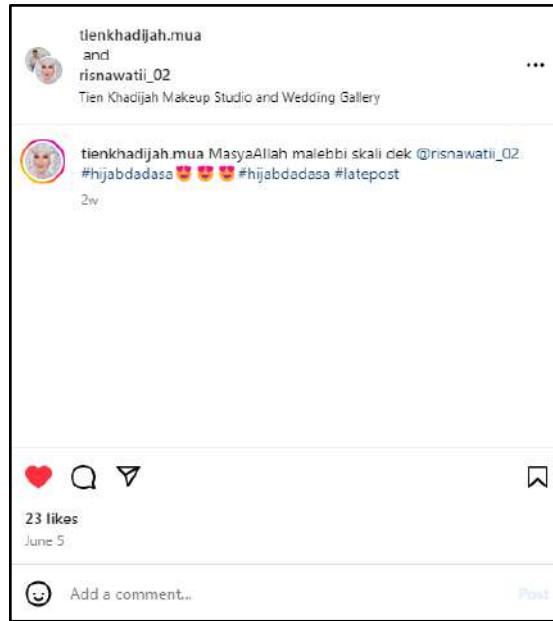 tienkhadijah.mua
and
risnawatii_02
Tien Khadijah Makeup Studio and Wedding Gallery
tienkhadijah.mua MasyaAllah malebbi skali dek @risnawatii_02
#hijabdadasa😍😍😍#hijabdadasa #latepost
2w
23 likes
June 5
Add a comment...
Post